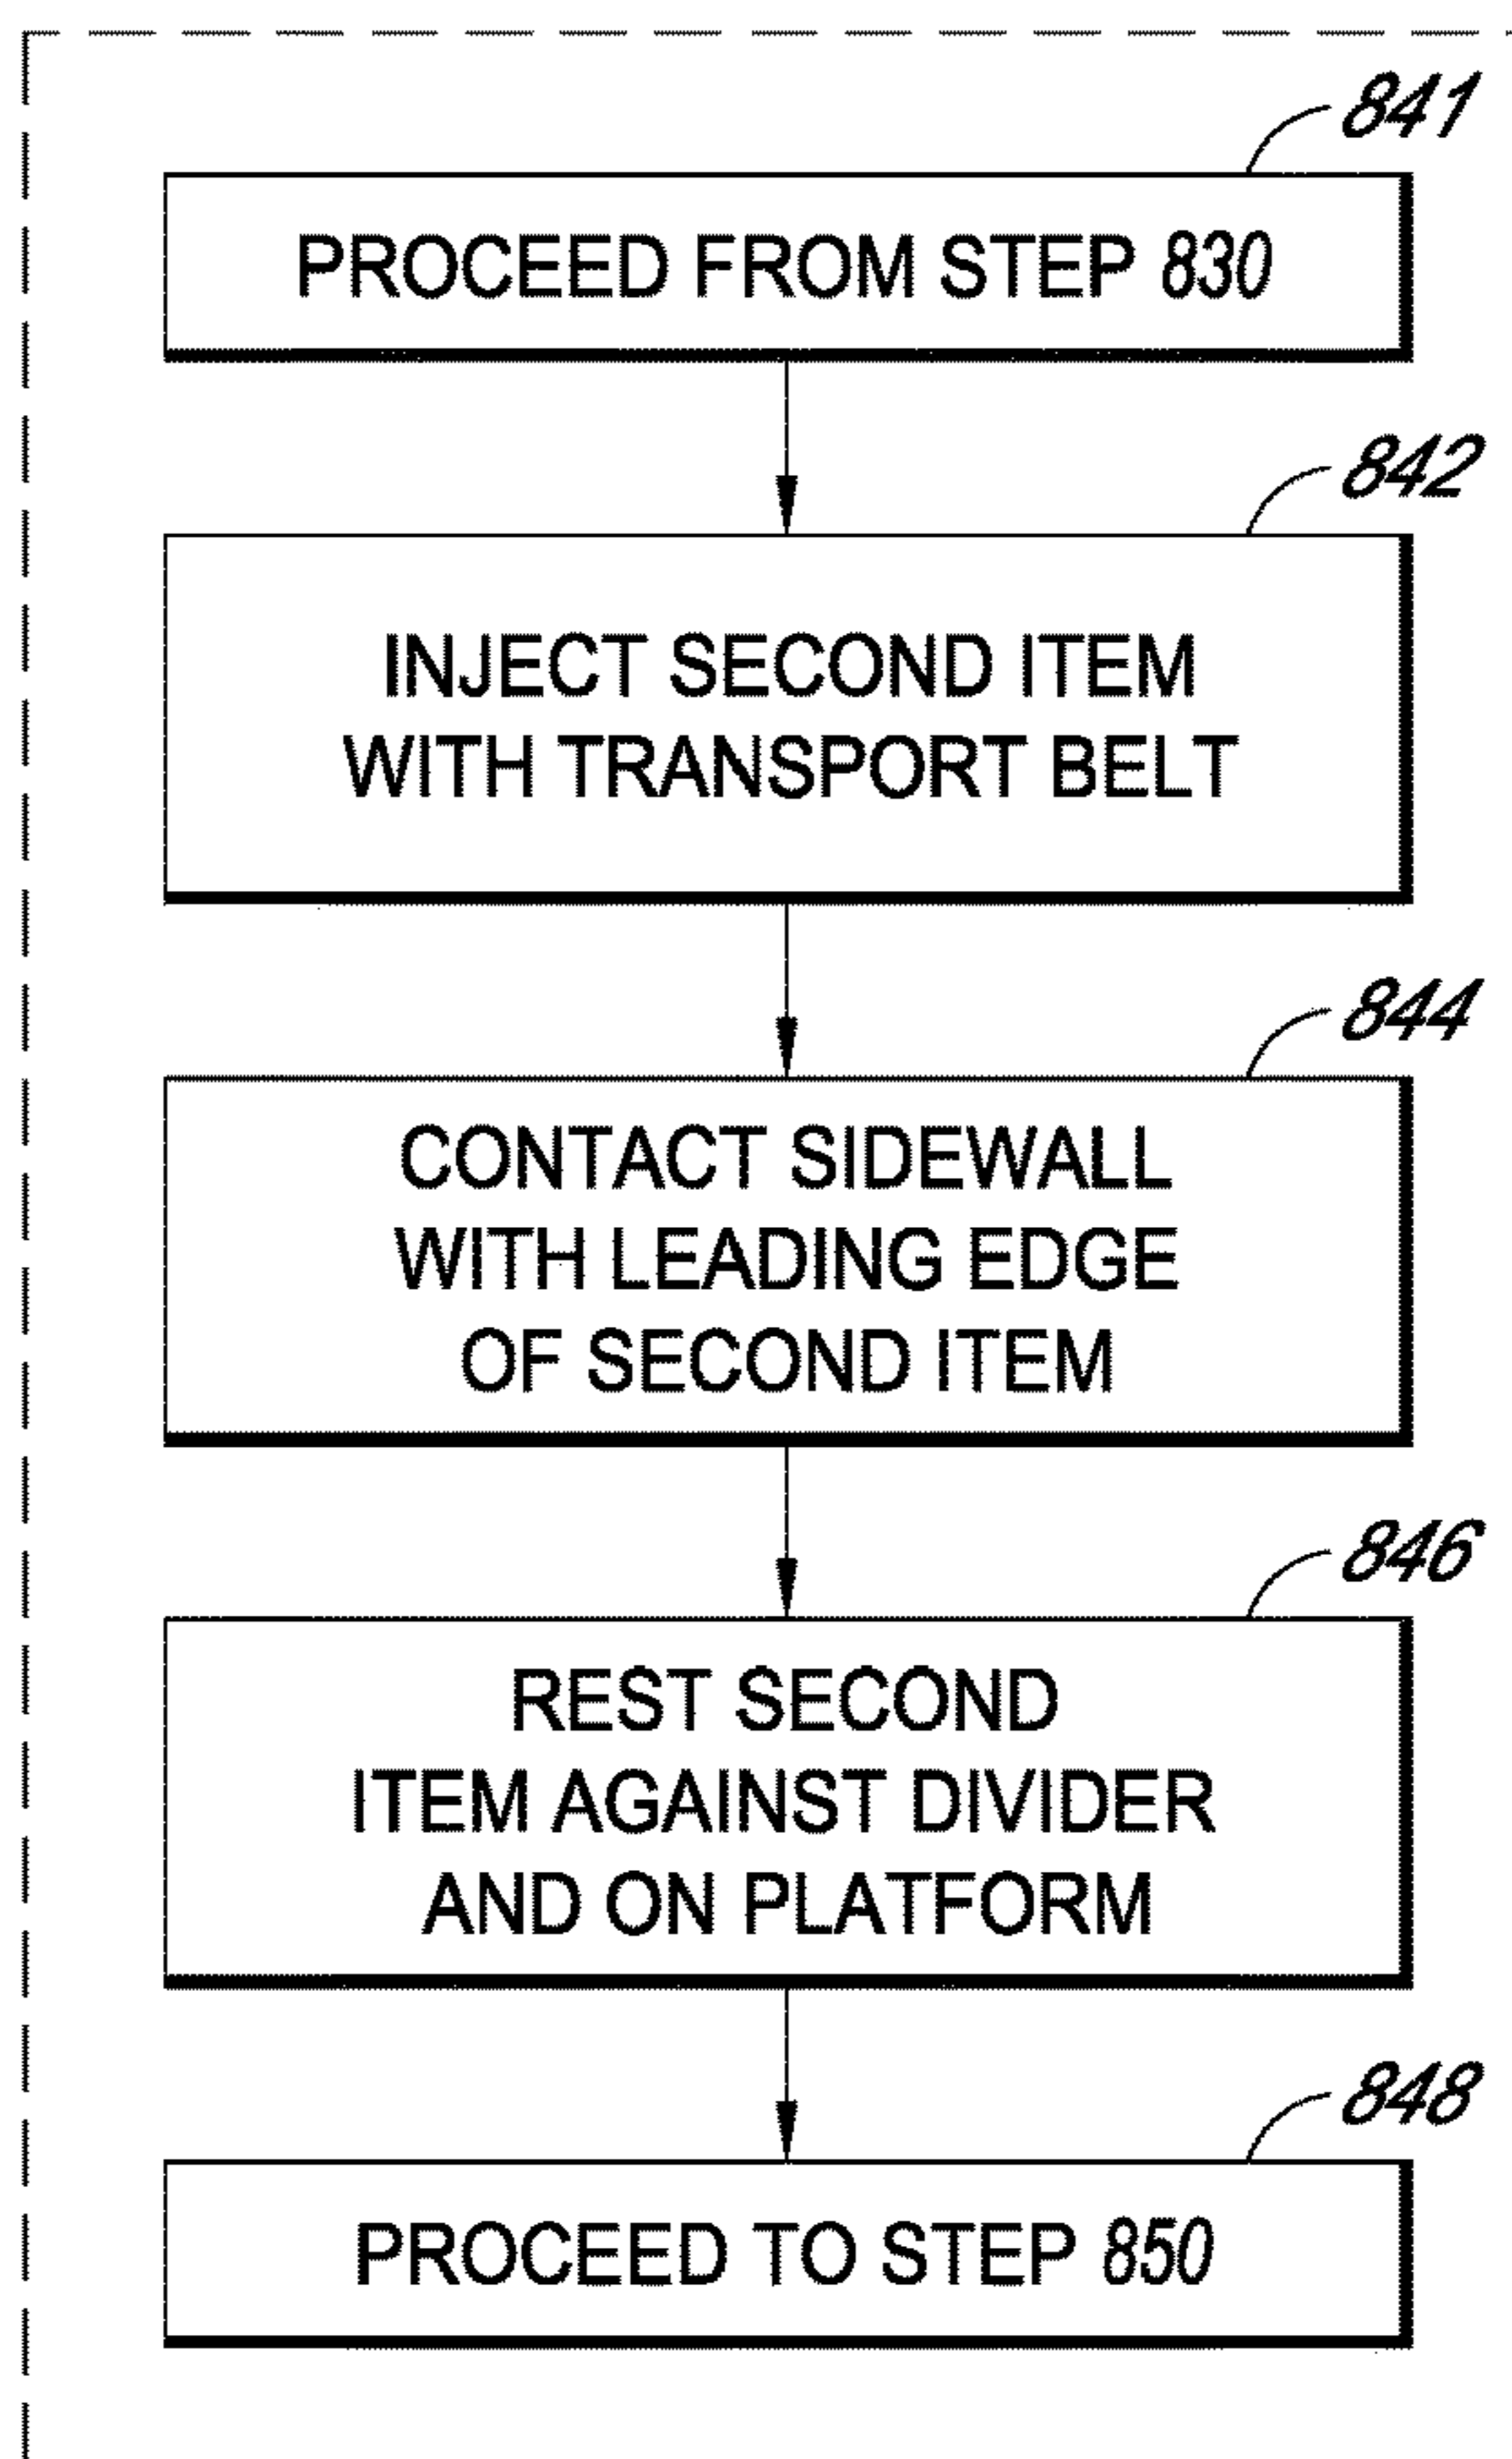 841
PROCEED FROM STEP 830
842
INJECT SECOND ITEM
WITH TRANSPORT BELT
844
CONTACT SIDEWALL
WITH LEADING EDGE
OF SECOND ITEM
846
REST SECOND
ITEM AGAINST DIVIDER
AND ON PLATFORM
848
PROCEED TO STEP 850